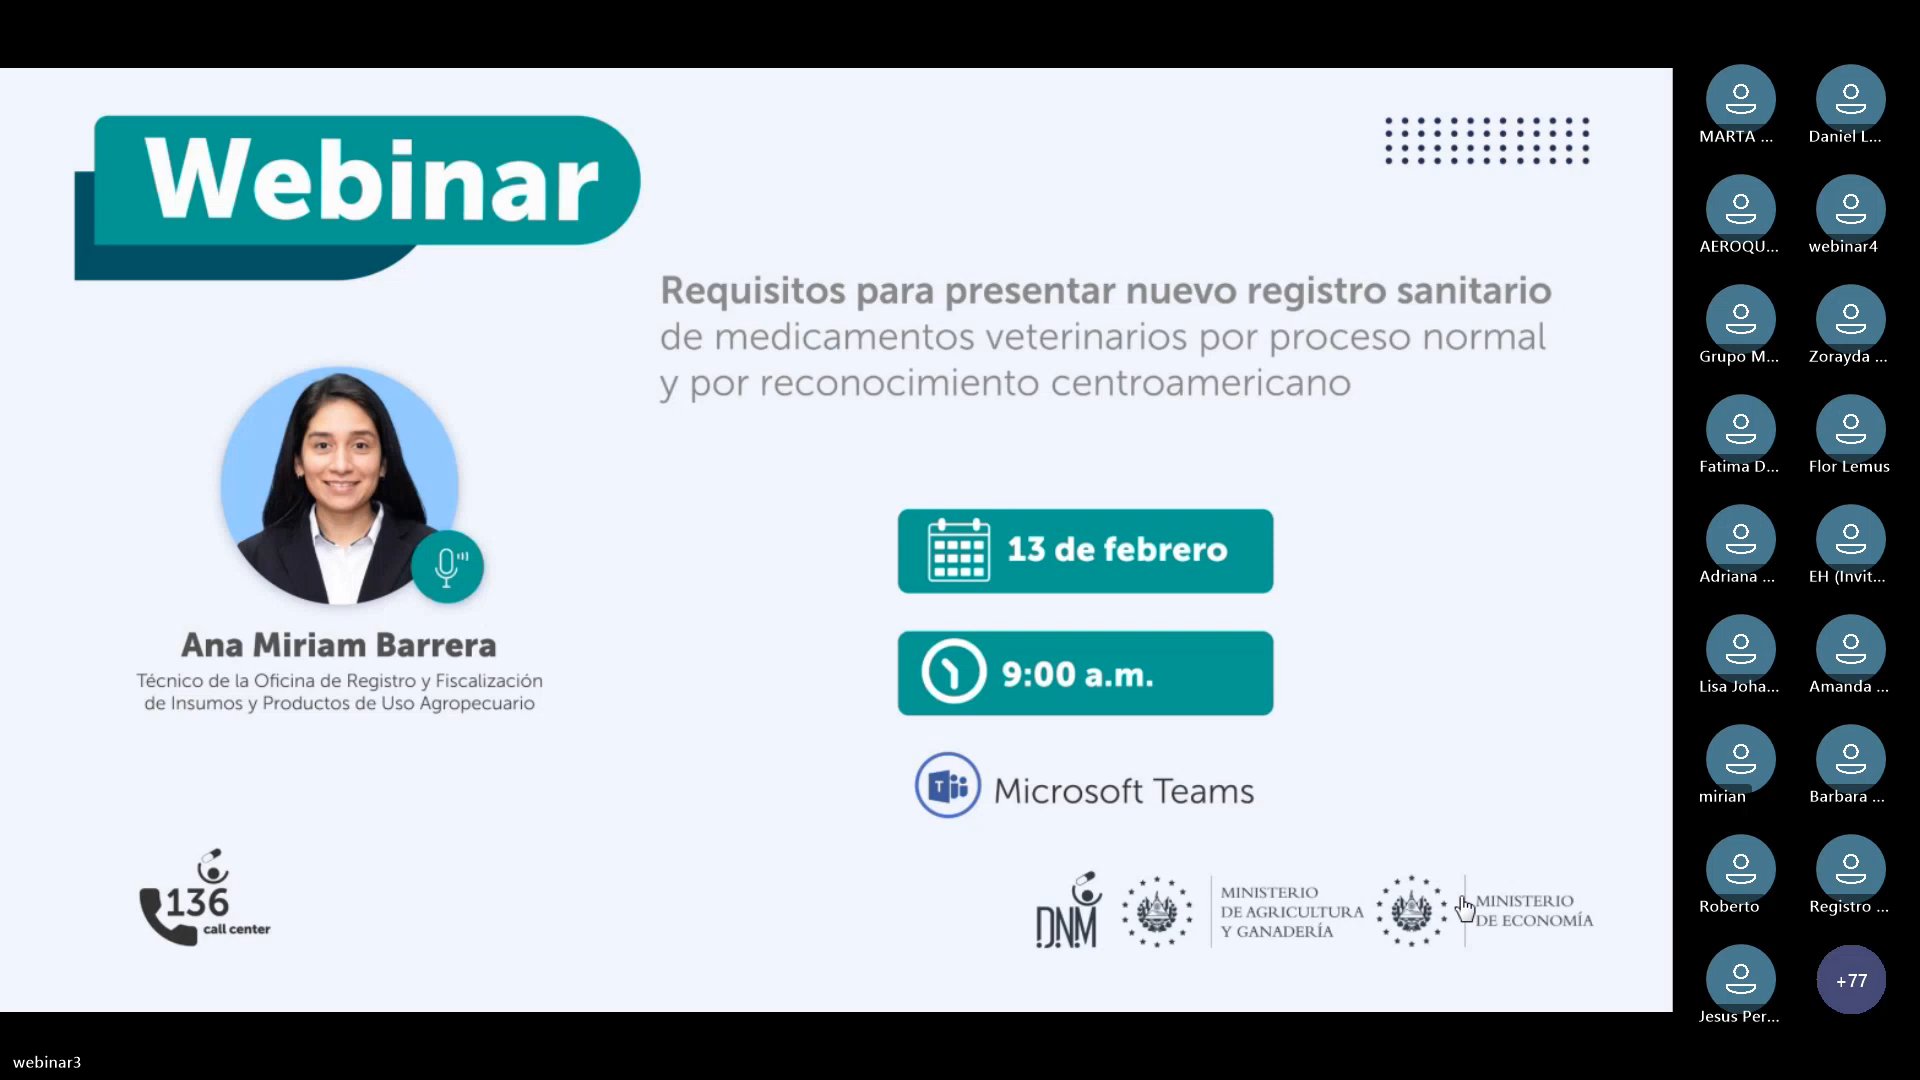 Webinar
Requisitos para presentar nuevo registro sanitario
de medicamentos veterinarios por proceso normal
y por reconocimiento centroamericano
Ana Miriam Barrera
Técnico de la Oficina de Registro y Fiscalización
de Insumos y Productos de Uso Agropecuario
13 de febrero
9:00 a.m.
Microsoft Teams
136
call center
DNM
MINISTERIO
DE AGRICULTURA
Y GANADERÍA
MINISTERIO
DE ECONOMÍA
MARTA ...
Daniel L...
AEROQU...
webinar4
Grupo M...
Zorayda ...
Fatima D...
Flor Lemus
Adriana ...
EH (Invit...
Lisa Joha...
Amanda ...
mirian
Barbara ...
Roberto
Registro ...
Jesus Per...
+77
webinar3